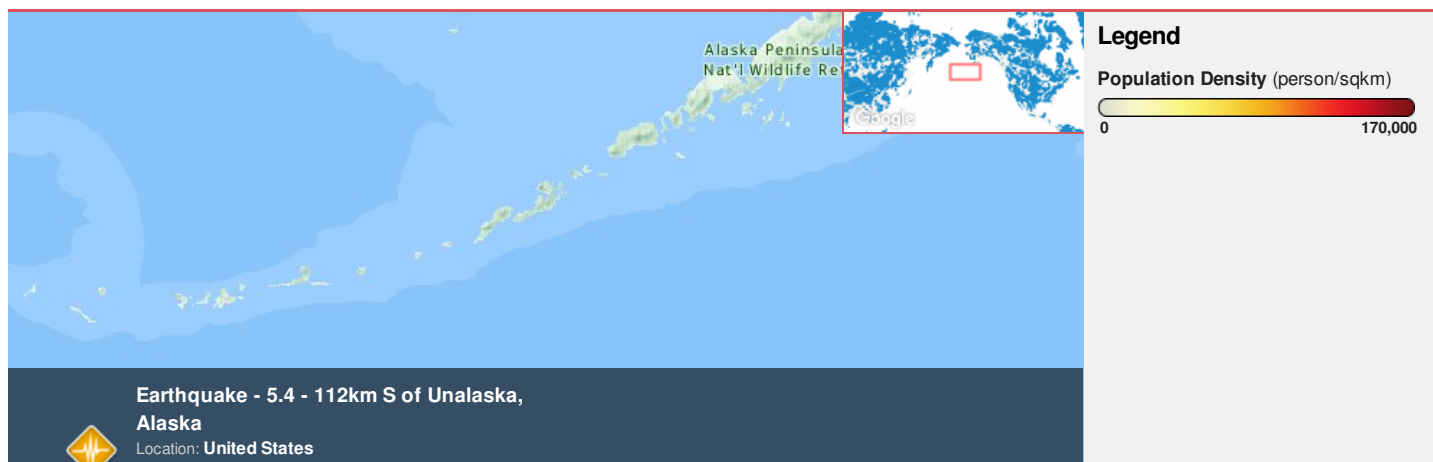 Alaska Peninsula
Nat'l Wildlife Re
Google
Legend
Population Density (person/sqkm)
0 170,000
Earthquake - 5.4 - 112km S of Unalaska,
Alaska
Location: United States